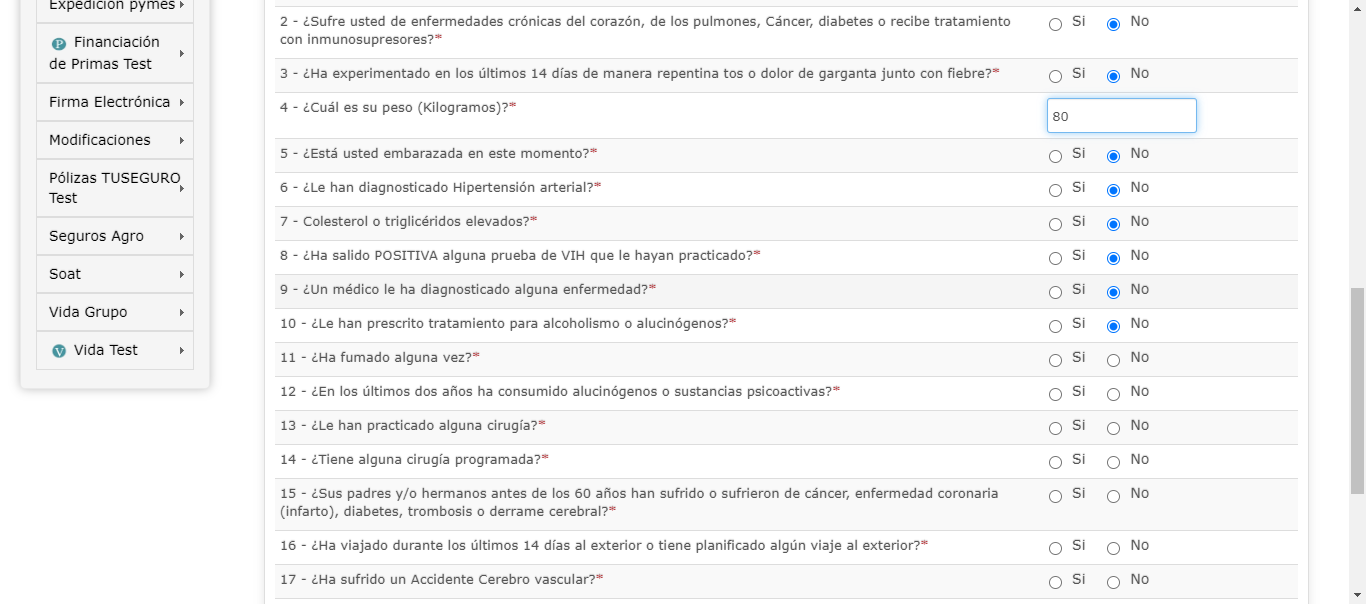 Expedición pymes
Financiación
de Primas Test
Firma Electrónica
Modificaciones
Pólizas TUSEGURO
Test
Seguros Agro
Soat
Vida Grupo
Vida Test
2 - ¿Sufre usted de enfermedades crónicas del corazón, de los pulmones, Cáncer, diabetes o recibe tratamiento
con inmunosupresores?*
Si No
3 - ¿Ha experimentado en los últimos 14 días de manera repentina tos o dolor de garganta junto con fiebre?* Si No
4 - ¿Cuál es su peso (Kilogramos)?*
80
5 - ¿Está usted embarazada en este momento?* Si No
6 - ¿Le han diagnosticado Hipertensión arterial?* Si No
7 - Colesterol o triglicéridos elevados?* Si No
8 - ¿Ha salido POSITIVA alguna prueba de VIH que le hayan practicado?* Si No
9 - ¿Un médico le ha diagnosticado alguna enfermedad?* Si No
10 - ¿Le han prescrito tratamiento para alcoholismo o alucinógenos?* Si No
11 - ¿Ha fumado alguna vez?* Si No
12 - ¿En los últimos dos años ha consumido alucinógenos o sustancias psicoactivas?* Si No
13 - ¿Le han practicado alguna cirugía?* Si No
14 - ¿Tiene alguna cirugía programada?* Si No
15 - ¿Sus padres y/o hermanos antes de los 60 años han sufrido o sufrieron de cáncer, enfermedad coronaria
(infarto), diabetes, trombosis o derrame cerebral?*
Si No
16 - ¿Ha viajado durante los últimos 14 días al exterior o tiene planificado algún viaje al exterior?* Si No
17 - ¿Ha sufrido un Accidente Cerebro vascular?* Si No